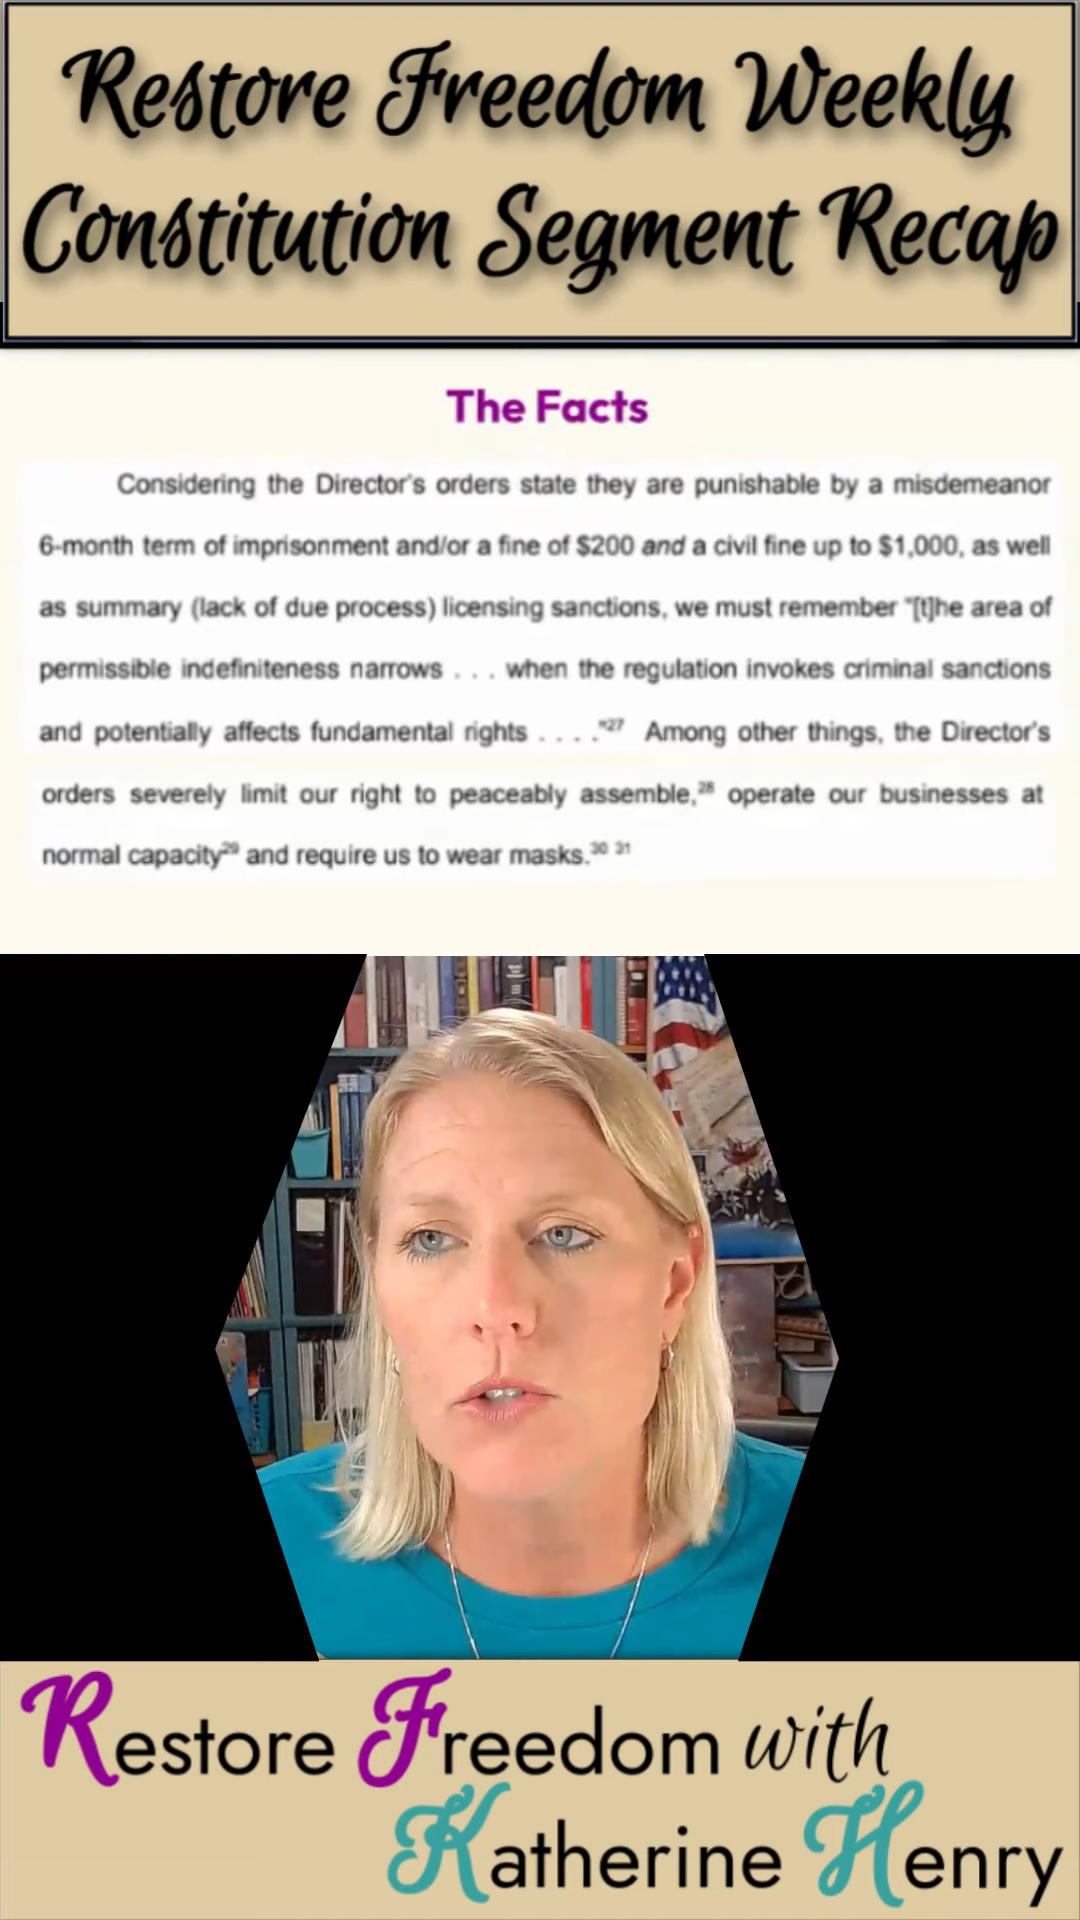 Restore Freedom Weekly
Constitution Segment Recap
The Facts
Considering the Director's orders state they are punishable by a misdemeanor
6-month term of imprisonment and/or a fine of $200 and a civil fine up to $1,000, as well
as summary (lack of due process) licensing sanctions, we must remember "[t]he area of
permissible indefiniteness narrows . . . when the regulation invokes criminal sanctions
and potentially affects fundamental rights . . . ."27 Among other things, the Director's
orders severely limit our right to peaceably assemble,28 operate our businesses at
normal capacity29 and require us to wear masks.30 31
Restore Freedom with
Katherine Henry